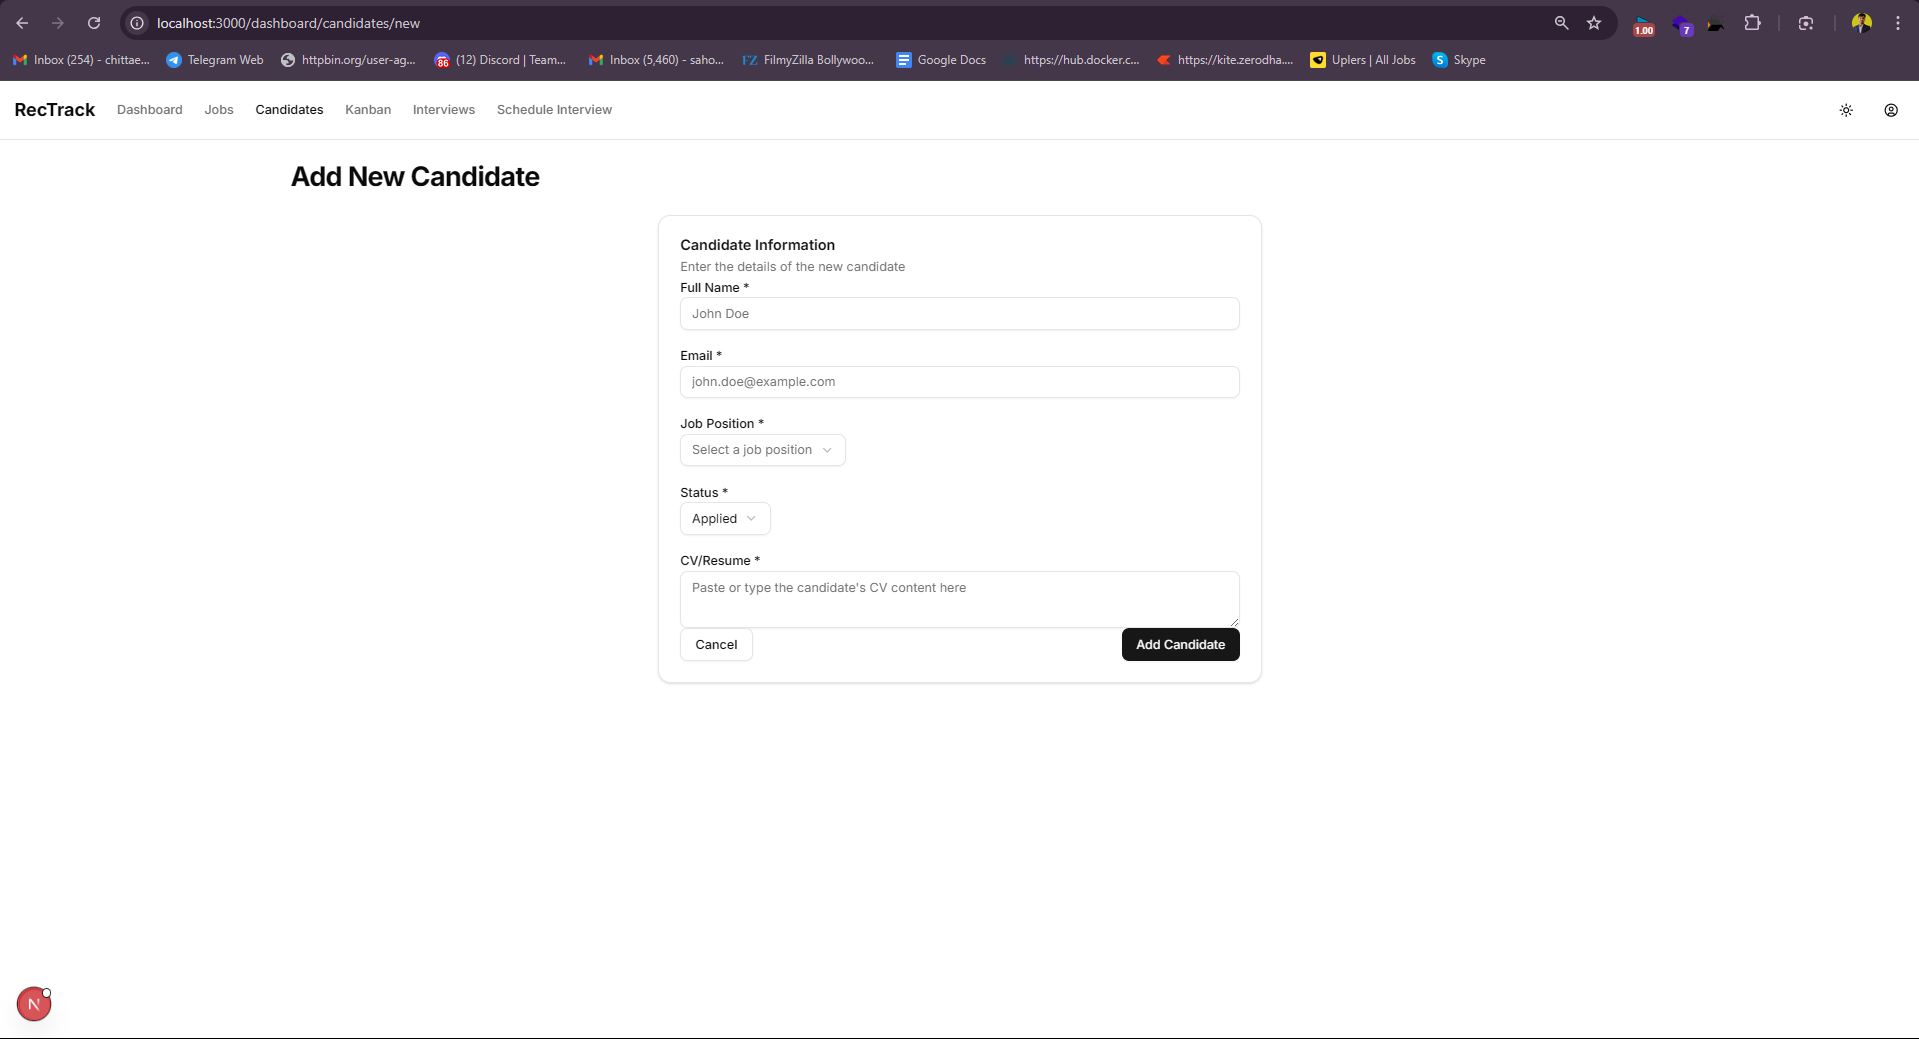 localhost:3000/dashboard/candidates/new
1.00
7
Inbox (254) - chittae...
Telegram Web
httpbin.org/user-ag...
86
(12) Discord | Team...
Inbox (5,460) - saho...
FZ
FilmyZilla Bollywoo...
Google Docs
https://hub.docker.c...
https://kite.zerodha....
Uplers | All Jobs
S
Skype
RecTrack
Dashboard
Jobs
Candidates
Kanban
Interviews
Schedule Interview
Add New Candidate
Candidate Information
Enter the details of the new candidate
Full Name *
John Doe
Email *
john.doe@example.com
Job Position *
Select a job position
Status *
Applied
CV/Resume *
Paste or type the candidate's CV content here
Cancel
Add Candidate
N